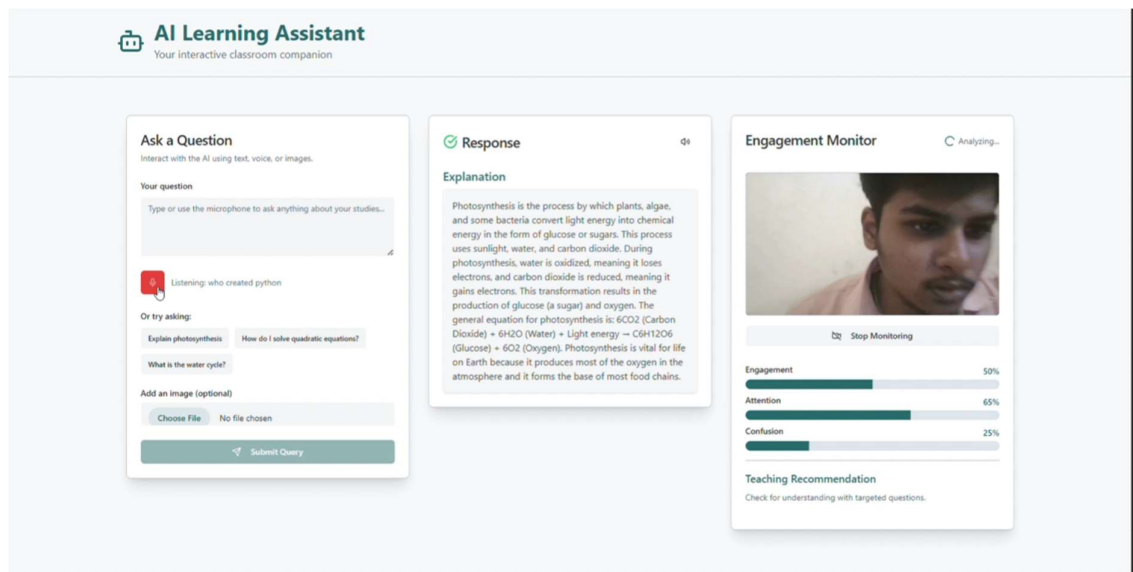 AI Learning Assistant
Your interactive classroom companion
Ask a Question
Interact with the AI using text, voice, or images.
Your question
Type or use the microphone to ask anything about your studies...
Listening: who created python
Or try asking:
Explain photosynthesis
How do I solve quadratic equations?
What is the water cycle?
Add an image (optional)
Choose File No file chosen
Submit Query
Response
Explanation
Photosynthesis is the process by which plants, algae,
and some bacteria convert light energy into chemical
energy in the form of glucose or sugars. This process
uses sunlight, water, and carbon dioxide. During
photosynthesis, water is oxidized, meaning it loses
electrons, and carbon dioxide is reduced, meaning it
gains electrons. This transformation results in the
production of glucose (a sugar) and oxygen. The
general equation for photosynthesis is: 6CO2 (Carbon
Dioxide) + 6H2O (Water) + Light energy → C6H12O6
(Glucose) + 6O2 (Oxygen). Photosynthesis is vital for life
on Earth because it produces most of the oxygen in the
atmosphere and it forms the base of most food chains.
Engagement Monitor
Analyzing...
Stop Monitoring
Engagement 50%
Attention 65%
Confusion 25%
Teaching Recommendation
Check for understanding with targeted questions.